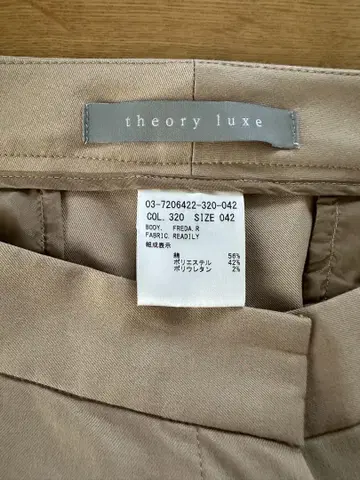 theory luxe
03-7206422-320-042
COL. 320 SIZE 042
BODY. FREDA.R
FABRIC. READILY
組成表示
綿 56%
ポリエステル 42%
ポリウレタン 2%